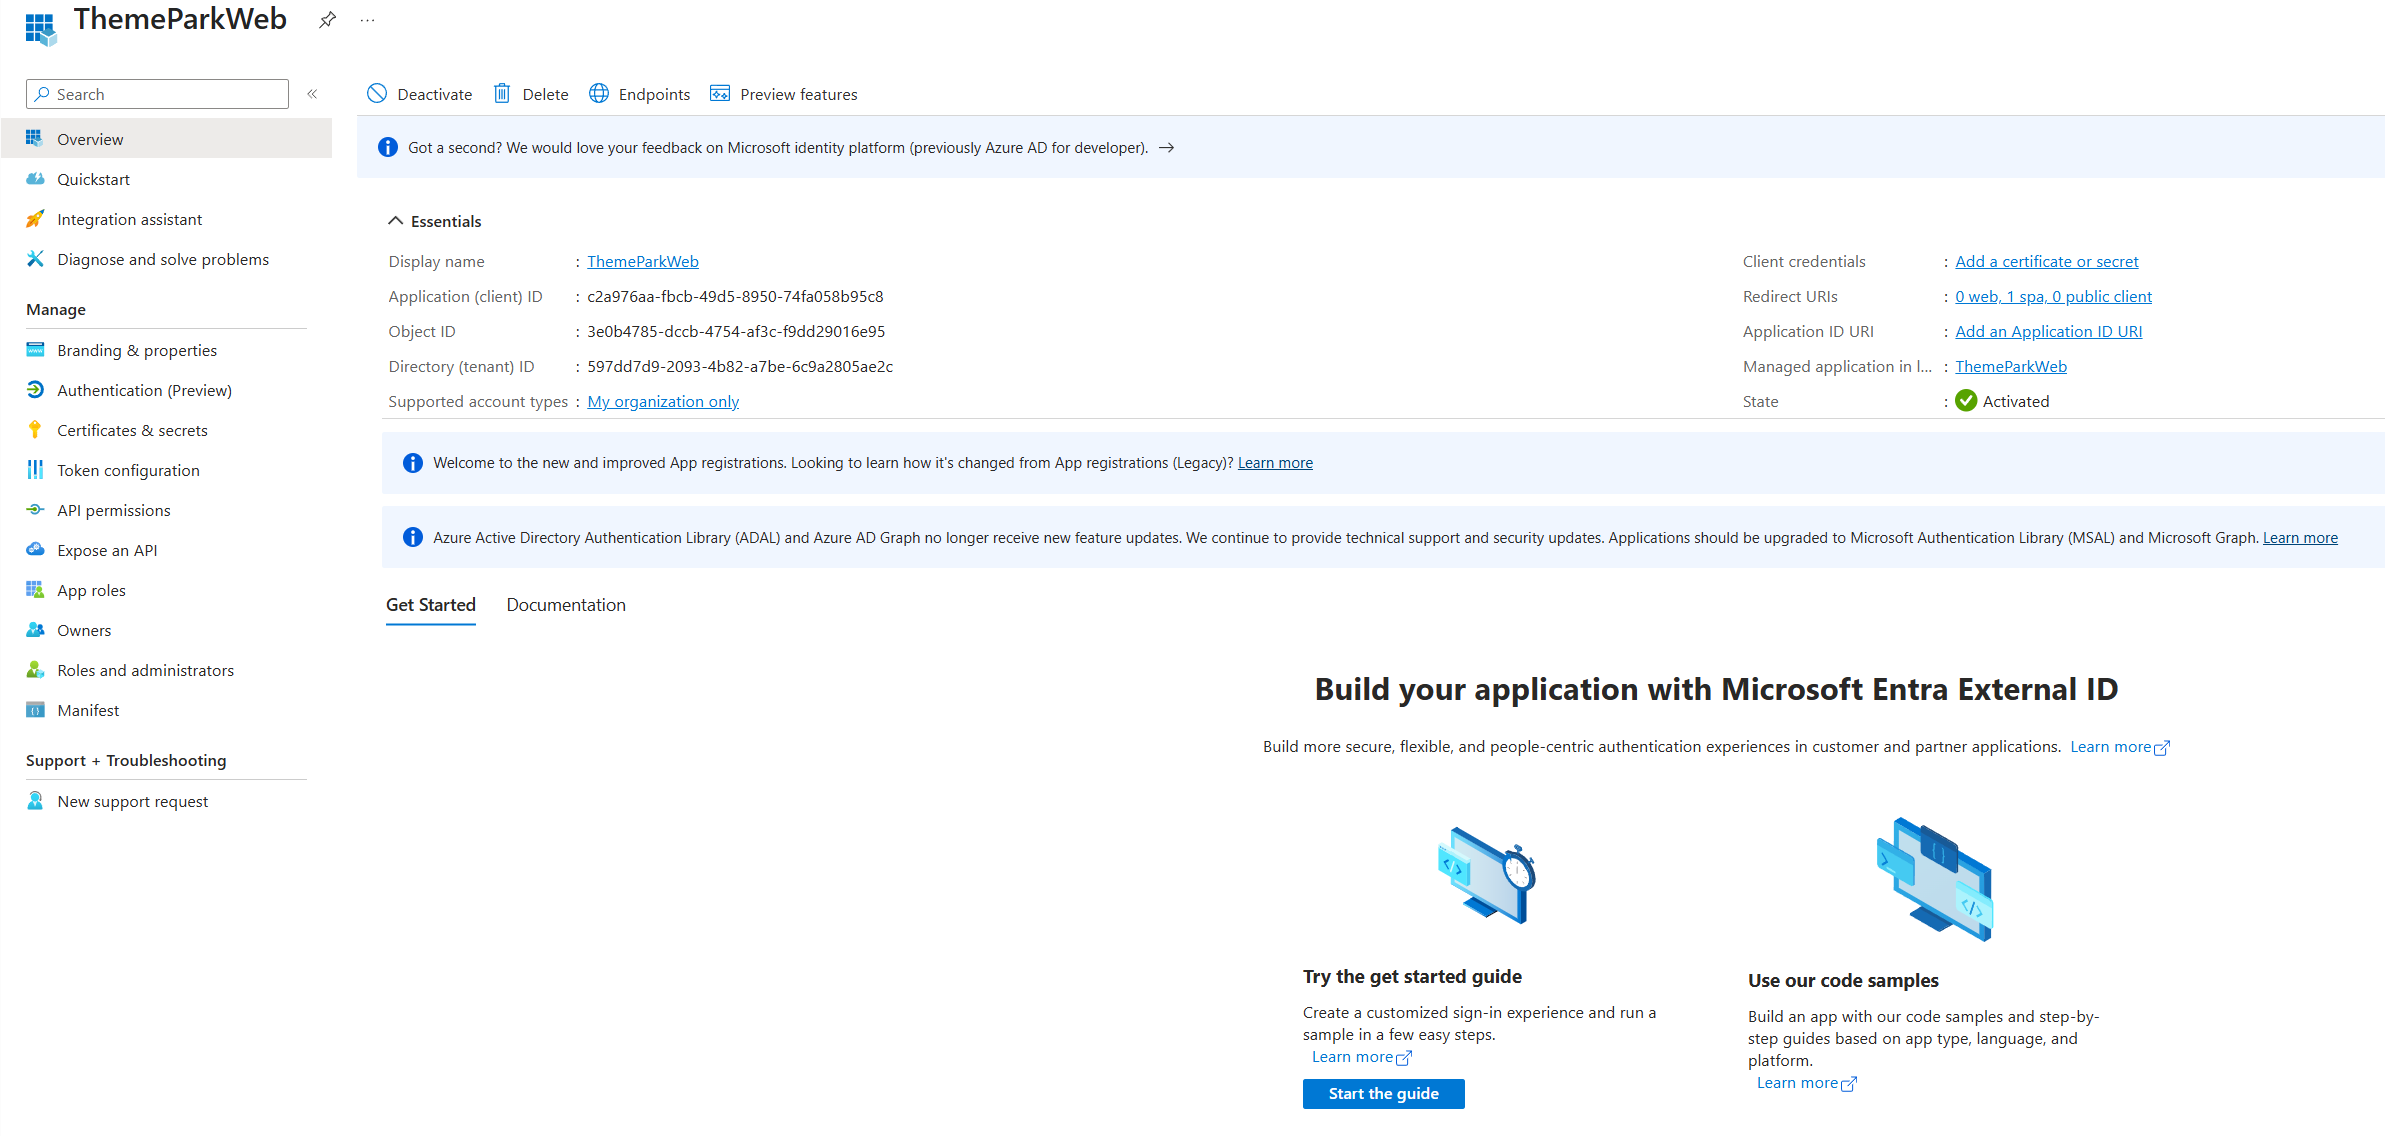 ThemeParkWeb
Search
Overview
Quickstart
Integration assistant
Diagnose and solve problems
Manage
Branding & properties
Authentication (Preview)
Certificates & secrets
Token configuration
API permissions
Expose an API
App roles
Owners
Roles and administrators
Manifest
Support + Troubleshooting
New support request
Deactivate Delete Endpoints Preview features
Got a second? We would love your feedback on Microsoft identity platform (previously Azure AD for developer). →
Essentials
Display name : ThemeParkWeb
Application (client) ID : c2a976aa-fbcb-49d5-8950-74fa058b95c8
Object ID : 3e0b4785-dccb-4754-af3c-f9dd29016e95
Directory (tenant) ID : 597dd7d9-2093-4b82-a7be-6c9a2805ae2c
Supported account types : My organization only
Client credentials : Add a certificate or secret
Redirect URIs : 0 web, 1 spa, 0 public client
Application ID URI : Add an Application ID URI
Managed application in l... : ThemeParkWeb
State : Activated
Welcome to the new and improved App registrations. Looking to learn how it's changed from App registrations (Legacy)? Learn more
Azure Active Directory Authentication Library (ADAL) and Azure AD Graph no longer receive new feature updates. We continue to provide technical support and security updates. Applications should be upgraded to Microsoft Authentication Library (MSAL) and Microsoft Graph. Learn more
Get Started Documentation
Build your application with Microsoft Entra External ID
Build more secure, flexible, and people-centric authentication experiences in customer and partner applications. Learn more
Try the get started guide
Create a customized sign-in experience and run a
sample in a few easy steps.
Learn more
Start the guide
Use our code samples
Build an app with our code samples and step-by-
step guides based on app type, language, and
platform.
Learn more